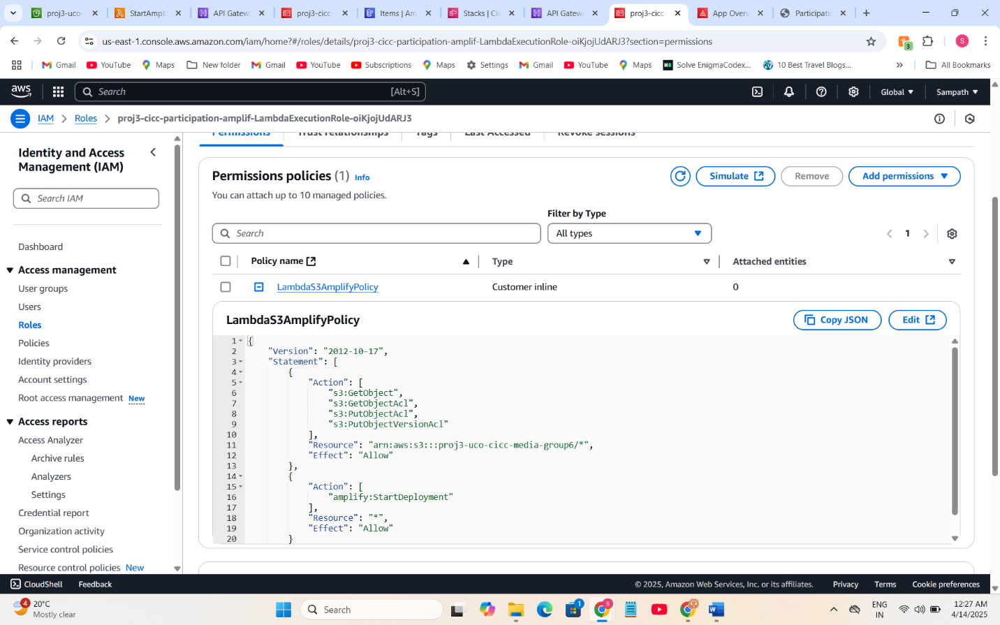 proj3-uco-
StartAmpli
API Gatew
proj3-cicc-
Items | Am
Stacks | Cl
API Gatew
proj3-cicc-
App Over
Participati
us-east-1.console.aws.amazon.com/iam/home?#/roles/details/proj3-cicc-participation-amplif-LambdaExecutionRole-oiKjojUdARJ3?section=permissions
3
S
Gmail
YouTube
Maps
New folder
Gmail
YouTube
Subscriptions
Maps
Settings
Gmail
YouTube
Maps
Solve EnigmaCodex...
10 Best Travel Blogs...
All Bookmarks
aws
Search
[Alt+S]
Global
Sampath
IAM
Roles
proj3-cicc-participation-amplif-LambdaExecutionRole-oiKjojUdARJ3
Identity and Access
Management (IAM)
Search IAM
Dashboard
Access management
User groups
Users
Roles
Policies
Identity providers
Account settings
Root access management New
Access reports
Access Analyzer
Archive rules
Analyzers
Settings
Credential report
Organization activity
Service control policies
Resource control policies New
Permissions
Trust relationships
Tags
Last Accessed
Revoke sessions
Permissions policies (1) Info
Simulate
Remove
Add permissions
You can attach up to 10 managed policies.
Filter by Type
Search
All types
1
Policy name
Type
Attached entities
LambdaS3AmplifyPolicy
Customer inline
0
LambdaS3AmplifyPolicy
Copy JSON
Edit
1 {
2 "Version": "2012-10-17",
3 "Statement": [
4 {
5 "Action": [
6 "s3:GetObject",
7 "s3:GetObjectAcl",
8 "s3:PutObjectAcl",
9 "s3:PutObjectVersionAcl"
10 ],
11 "Resource": "arn:aws:s3:::proj3-uco-cicc-media-group6/*",
12 "Effect": "Allow"
13 },
14 {
15 "Action": [
16 "amplify:StartDeployment"
17 ],
18 "Resource": "*",
19 "Effect": "Allow"
20 }
CloudShell
Feedback
© 2025, Amazon Web Services, Inc. or its affiliates.
Privacy
Terms
Cookie preferences
4
20°C
Mostly clear
Search
1
S
ENG
IN
12:27 AM
4/14/2025